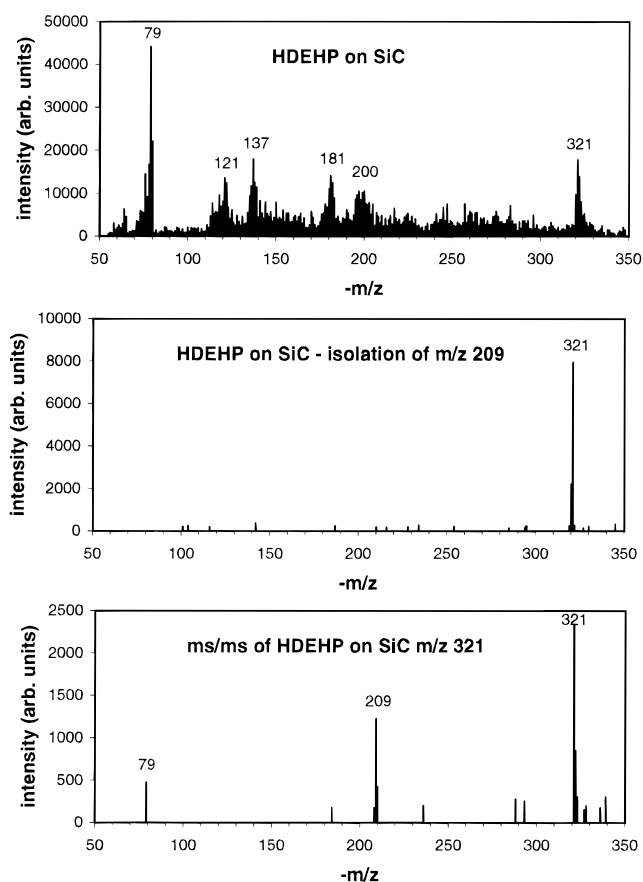 50000
40000
30000
20000
10000
0
intensity (arb. units)
HDEHP on SiC
79
121
137
181
200
321
50 100 150 200 250 300 350
-m/z
10000
8000
6000
4000
2000
0
intensity (arb. units)
HDEHP on SiC - isolation of m/z 209
321
50 100 150 200 250 300 350
-m/z
2500
2000
1500
1000
500
0
intensity (arb. units)
ms/ms of HDEHP on SiC m/z 321
79
209
321
50 100 150 200 250 300 350
-m/z